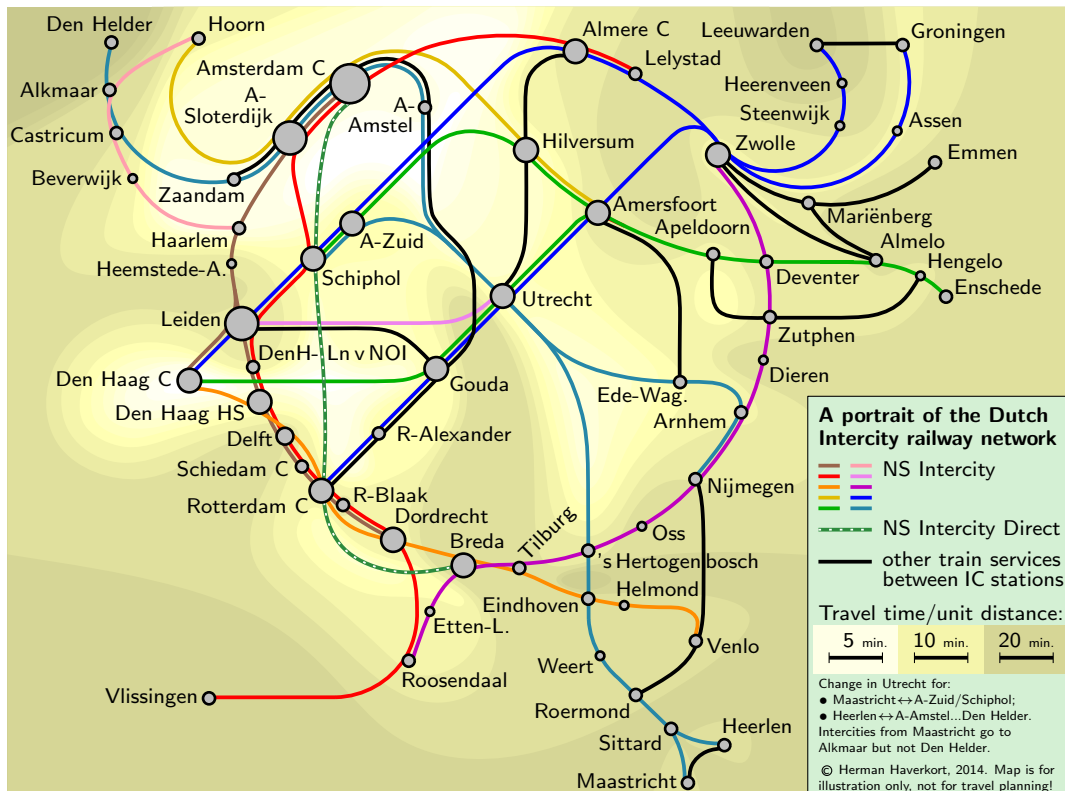 Den Helder
Hoorn
Almere C
Leeuwarden
Groningen
Amsterdam C
Lelystad
Alkmaar
A-
Sloterdijk
A-
Amstel
Heerenveen
Steenwijk
Assen
Castricum
Hilversum
Zwolle
Emmen
Beverwijk
Zaandam
Amersfoort
Mariënberg
Haarlem
A-Zuid
Apeldoorn
Almelo
Heemstede-A.
Schiphol
Deventer
Hengelo
Enschede
Leiden
Utrecht
Zutphen
DenH- Ln v NOI
Den Haag C
Gouda
Dieren
Den Haag HS
Ede-Wag.
Arnhem
Delft
R-Alexander
Schiedam C
Nijmegen
Rotterdam C
R-Blaak
Dordrecht
Oss
Breda
Tilburg
's Hertogenbosch
Helmond
Eindhoven
Etten-L.
Venlo
Weert
Roosendaal
Vlissingen
Roermond
Heerlen
Sittard
Maastricht
A portrait of the Dutch
Intercity railway network
NS Intercity
NS Intercity Direct
other train services
between IC stations
Travel time/unit distance:
5 min.
10 min.
20 min.
Change in Utrecht for:
● Maastricht↔A-Zuid/Schiphol;
● Heerlen↔A-Amstel...Den Helder.
Intercities from Maastricht go to
Alkmaar but not Den Helder.
© Herman Haverkort, 2014. Map is for
illustration only, not for travel planning!